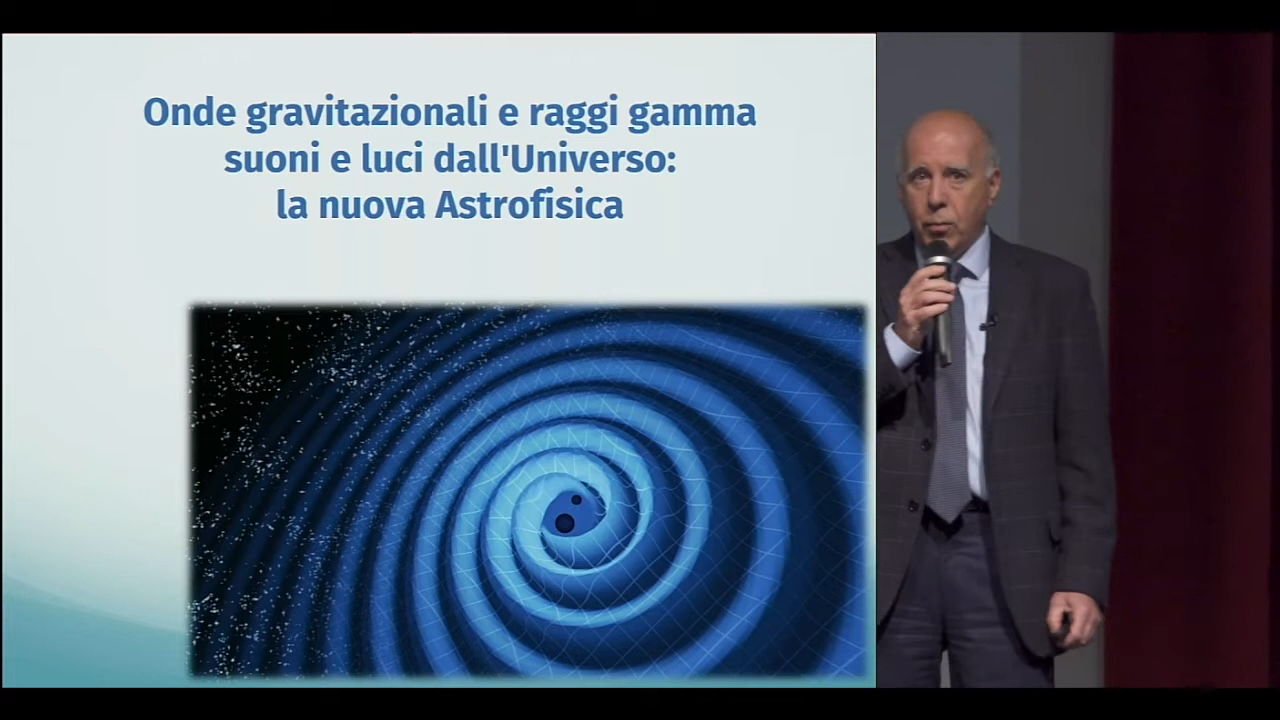 Onde gravitazionali e raggi gamma
suoni e luci dall'Universo:
la nuova Astrofisica